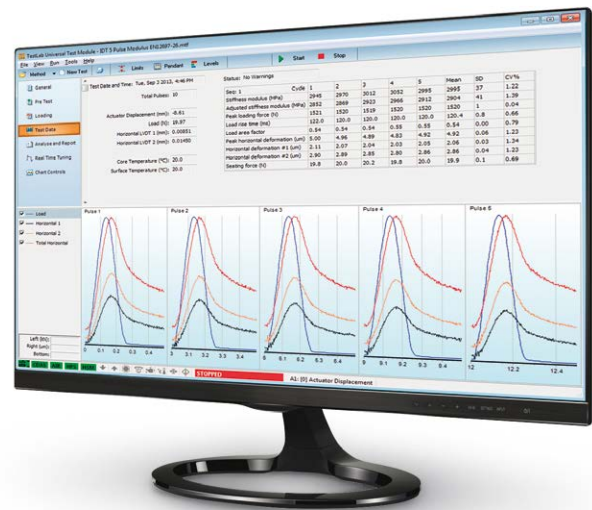 TestLab Universal Test Module - IDT 5 Pulse Modulus EN12697-26.mtf
File View Run Tools Help
Method New Test Limits Pendant Levels Start Stop
General
Pre Test
Loading
Test Data
Analyse and Report
Real Time Tuning
Chart Controls
Test Date and Time: Tue, Sep 3 2013, 4:46 PM
Total Pulses: 10
Actuator Displacement (mm): -8.61
Load (N): 19.97
Horizontal LVDT 1 (mm): 0.00851
Horizontal LVDT 2 (mm): 0.01450
Core Temperature (°C): 20.0
Surface Temperature (°C): 20.0
Status: No Warnings
Seq: 1 Cycle 1 2 3 4 5 Mean SD CV%
Stiffness modulus (MPa) 2945 2970 3012 3052 2995 2995 37 1.22
Adjusted stiffness modulus (MPa) 2852 2869 2923 2966 2912 2904 41 1.39
Peak loading force (N) 1521 1520 1519 1520 1520 1520 1 0.04
Load rise time (ms) 122.0 120.0 120.0 120.0 120.0 120.4 0.8 0.66
Load area factor 0.54 0.54 0.54 0.55 0.55 0.54 0.00 0.79
Peak horizontal deformation (um) 5.00 4.96 4.89 4.83 4.92 4.92 0.06 1.23
Horizontal deformation #1 (um) 2.11 2.07 2.04 2.03 2.05 2.06 0.03 1.34
Horizontal deformation #2 (um) 2.90 2.89 2.85 2.80 2.86 2.86 0.04 1.23
Seating force (N) 19.8 20.0 20.2 19.8 20.0 19.9 0.1 0.69
Load
Horizontal 1
Horizontal 2
Total Horizontal
Pulse 1
Pulse 2
Pulse 3
Pulse 4
Pulse 5
Left (kN):
Right (um):
Bottom:
0 0.1 0.2 0.3 0.4
3 3.1 3.2 3.3 3.4
6 6.1 6.2 6.3 6.4
9 9.1 9.2 9.3 9.4
12 12.2 12.4
STOPPED
A1: [0] Actuator Displacement